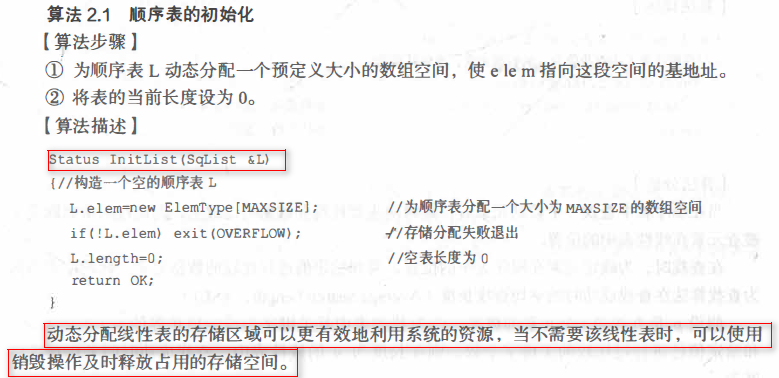 算法 2.1 顺序表的初始化
【算法步骤】
① 为顺序表 L 动态分配一个预定义大小的数组空间，使 elem 指向这段空间的基地址。
② 将表的当前长度设为 0。
【算法描述】
Status InitList(SqList &L)
{//构造一个空的顺序表 L
L.elem=new ElemType[MAXSIZE]; //为顺序表分配一个大小为 MAXSIZE 的数组空间
if(!L.elem) exit(OVERFLOW); //存储分配失败退出
L.length=0; //空表长度为 0
return OK;
}
动态分配线性表的存储区域可以更有效地利用系统的资源，当不需要该线性表时，可以使用
销毁操作及时释放占用的存储空间。